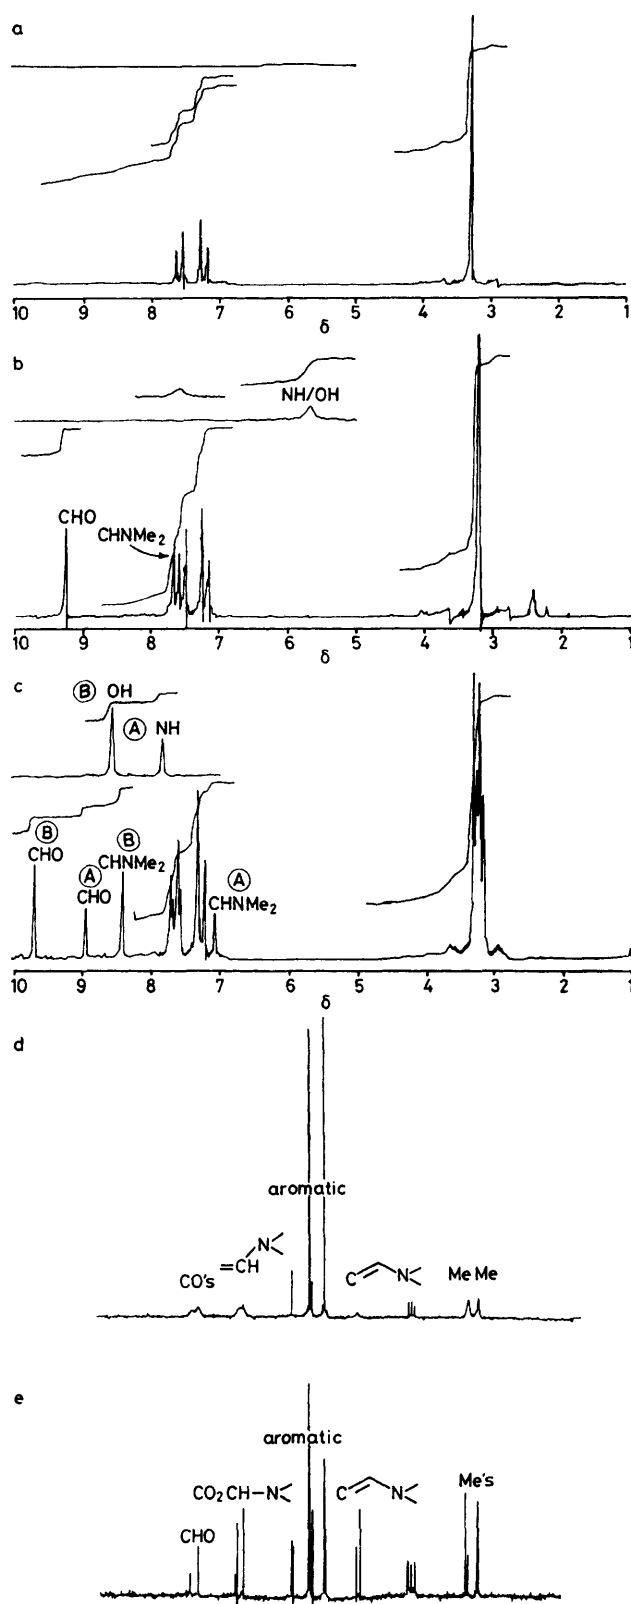 a
10 9 8 7 6 5 4 3 2 1
δ
b
NH/OH
CHO
CHNMe₂
10 9 8 7 6 5 4 3 2 1
δ
c
Ⓑ OH
Ⓐ NH
Ⓑ
CHO
Ⓐ
CHO
Ⓑ
CHNMe₂
Ⓐ
CHNMe₂
10 9 8 7 6 5 4 3 2 1
δ
d
aromatic
CO's
=CH N
C N
Me Me
e
aromatic
CO₂CH–N
C N
Me's
CHO